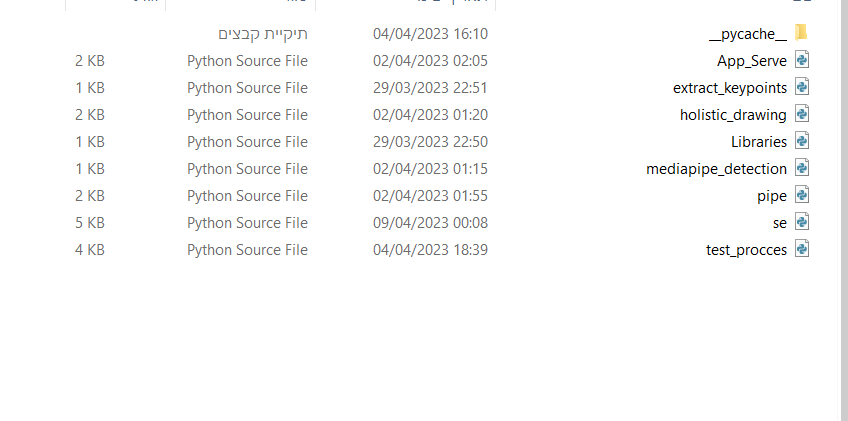 __pycache__ 04/04/2023 16:10 תיקיית קבצים
App_Serve 02/04/2023 02:05 Python Source File 2 KB
extract_keypoints 29/03/2023 22:51 Python Source File 1 KB
holistic_drawing 02/04/2023 01:20 Python Source File 2 KB
Libraries 29/03/2023 22:50 Python Source File 1 KB
mediapipe_detection 02/04/2023 01:15 Python Source File 1 KB
pipe 02/04/2023 01:55 Python Source File 2 KB
se 09/04/2023 00:08 Python Source File 5 KB
test_procces 04/04/2023 18:39 Python Source File 4 KB